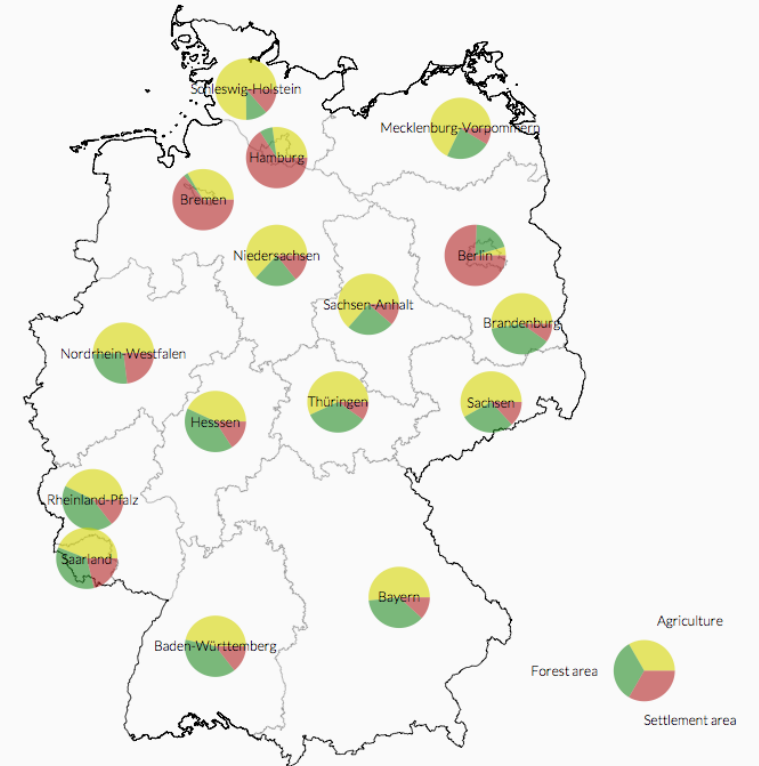 Schleswig-Holstein
Mecklenburg-Vorpommern
Hamburg
Bremen
Niedersachsen
Berlin
Sachsen-Anhalt
Brandenburg
Nordrhein-Westfalen
Thüringen
Sachsen
Hesssen
Rheinland-Pfalz
Saarland
Bayern
Baden-Württemberg
Agriculture
Forest area
Settlement area